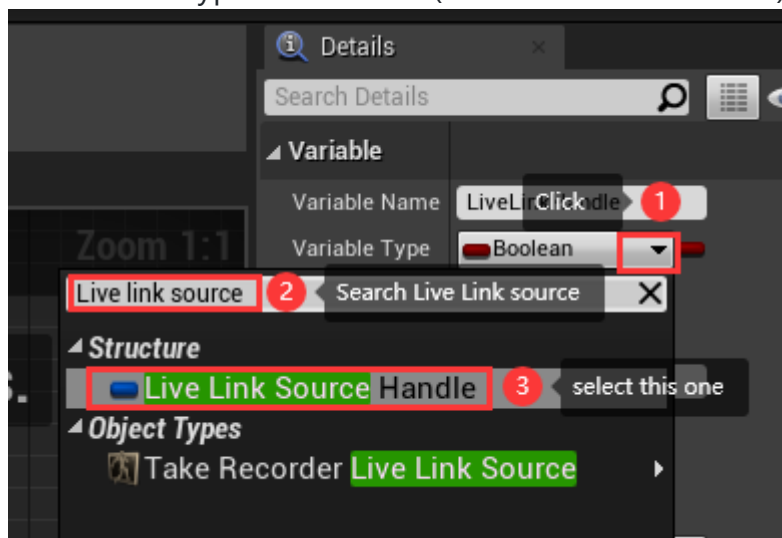 Details
Search Details
Variable
Variable Name LiveLin dle Click 1
Zoom 1:1
Variable Type Boolean
Live link source 2 Search Live Link source
Structure
s.
Live Link Source Handle 3 select this one
Object Types
Take Recorder Live Link Source